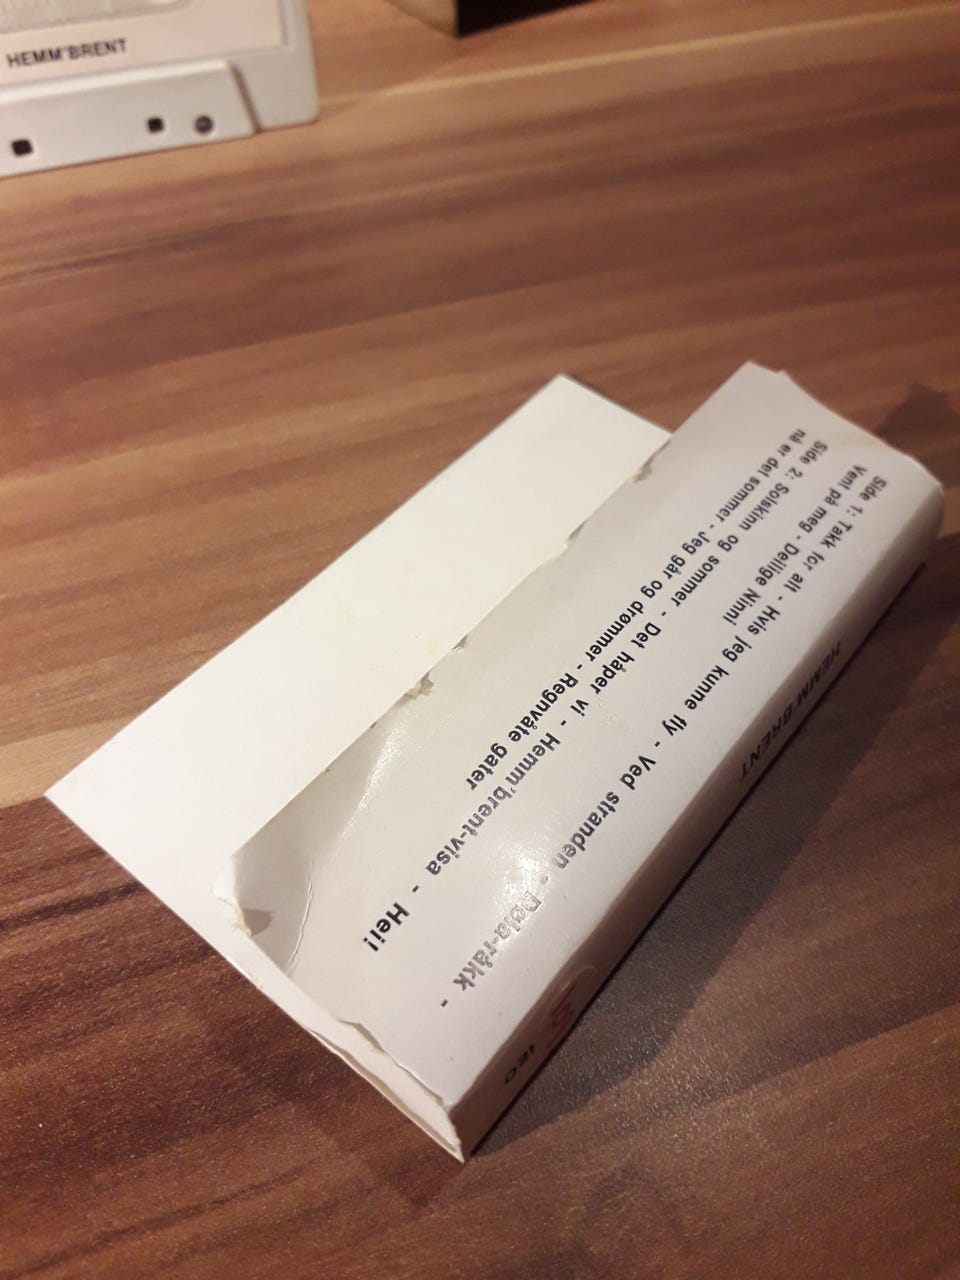 HEMM'BRENT
Side 1: Takk for alt - Hvis jeg kunne fly - Ved stranden - Dola-råkk -
Vent på meg - Deilige Ninni
Side 2: Solskinn og sommer - Det håper vi - Hemm'brent-visa - Hei!
nå er det sommer - Jeg går og drømmer - Regnvåte gater
HEMM'BRENT